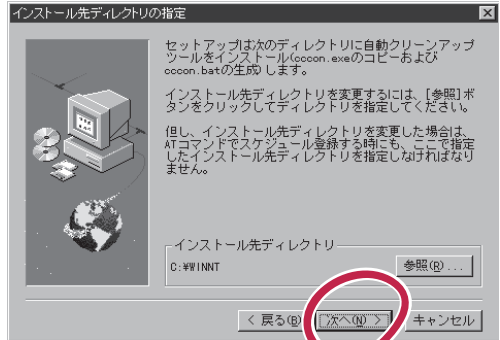 インストール先ディレクトリの指定
セットアップは次のディレクトリに自動クリーンアップ
ツールをインストール(cccon.exeのコピーおよび
cccon.batの生成)します。
インストール先ディレクトリを変更するには、[参照]ボ
タンをクリックしてディレクトリを指定してください。
但し、インストール先ディレクトリを変更した場合は、
ATコマンドでスケジュール登録する時にも、ここで指定
したインストール先ディレクトリを指定しなければなり
ません。
インストール先ディレクトリ
C:¥WINNT
参照(R)...
< 戻る(B)
次へ(N) >
キャンセル